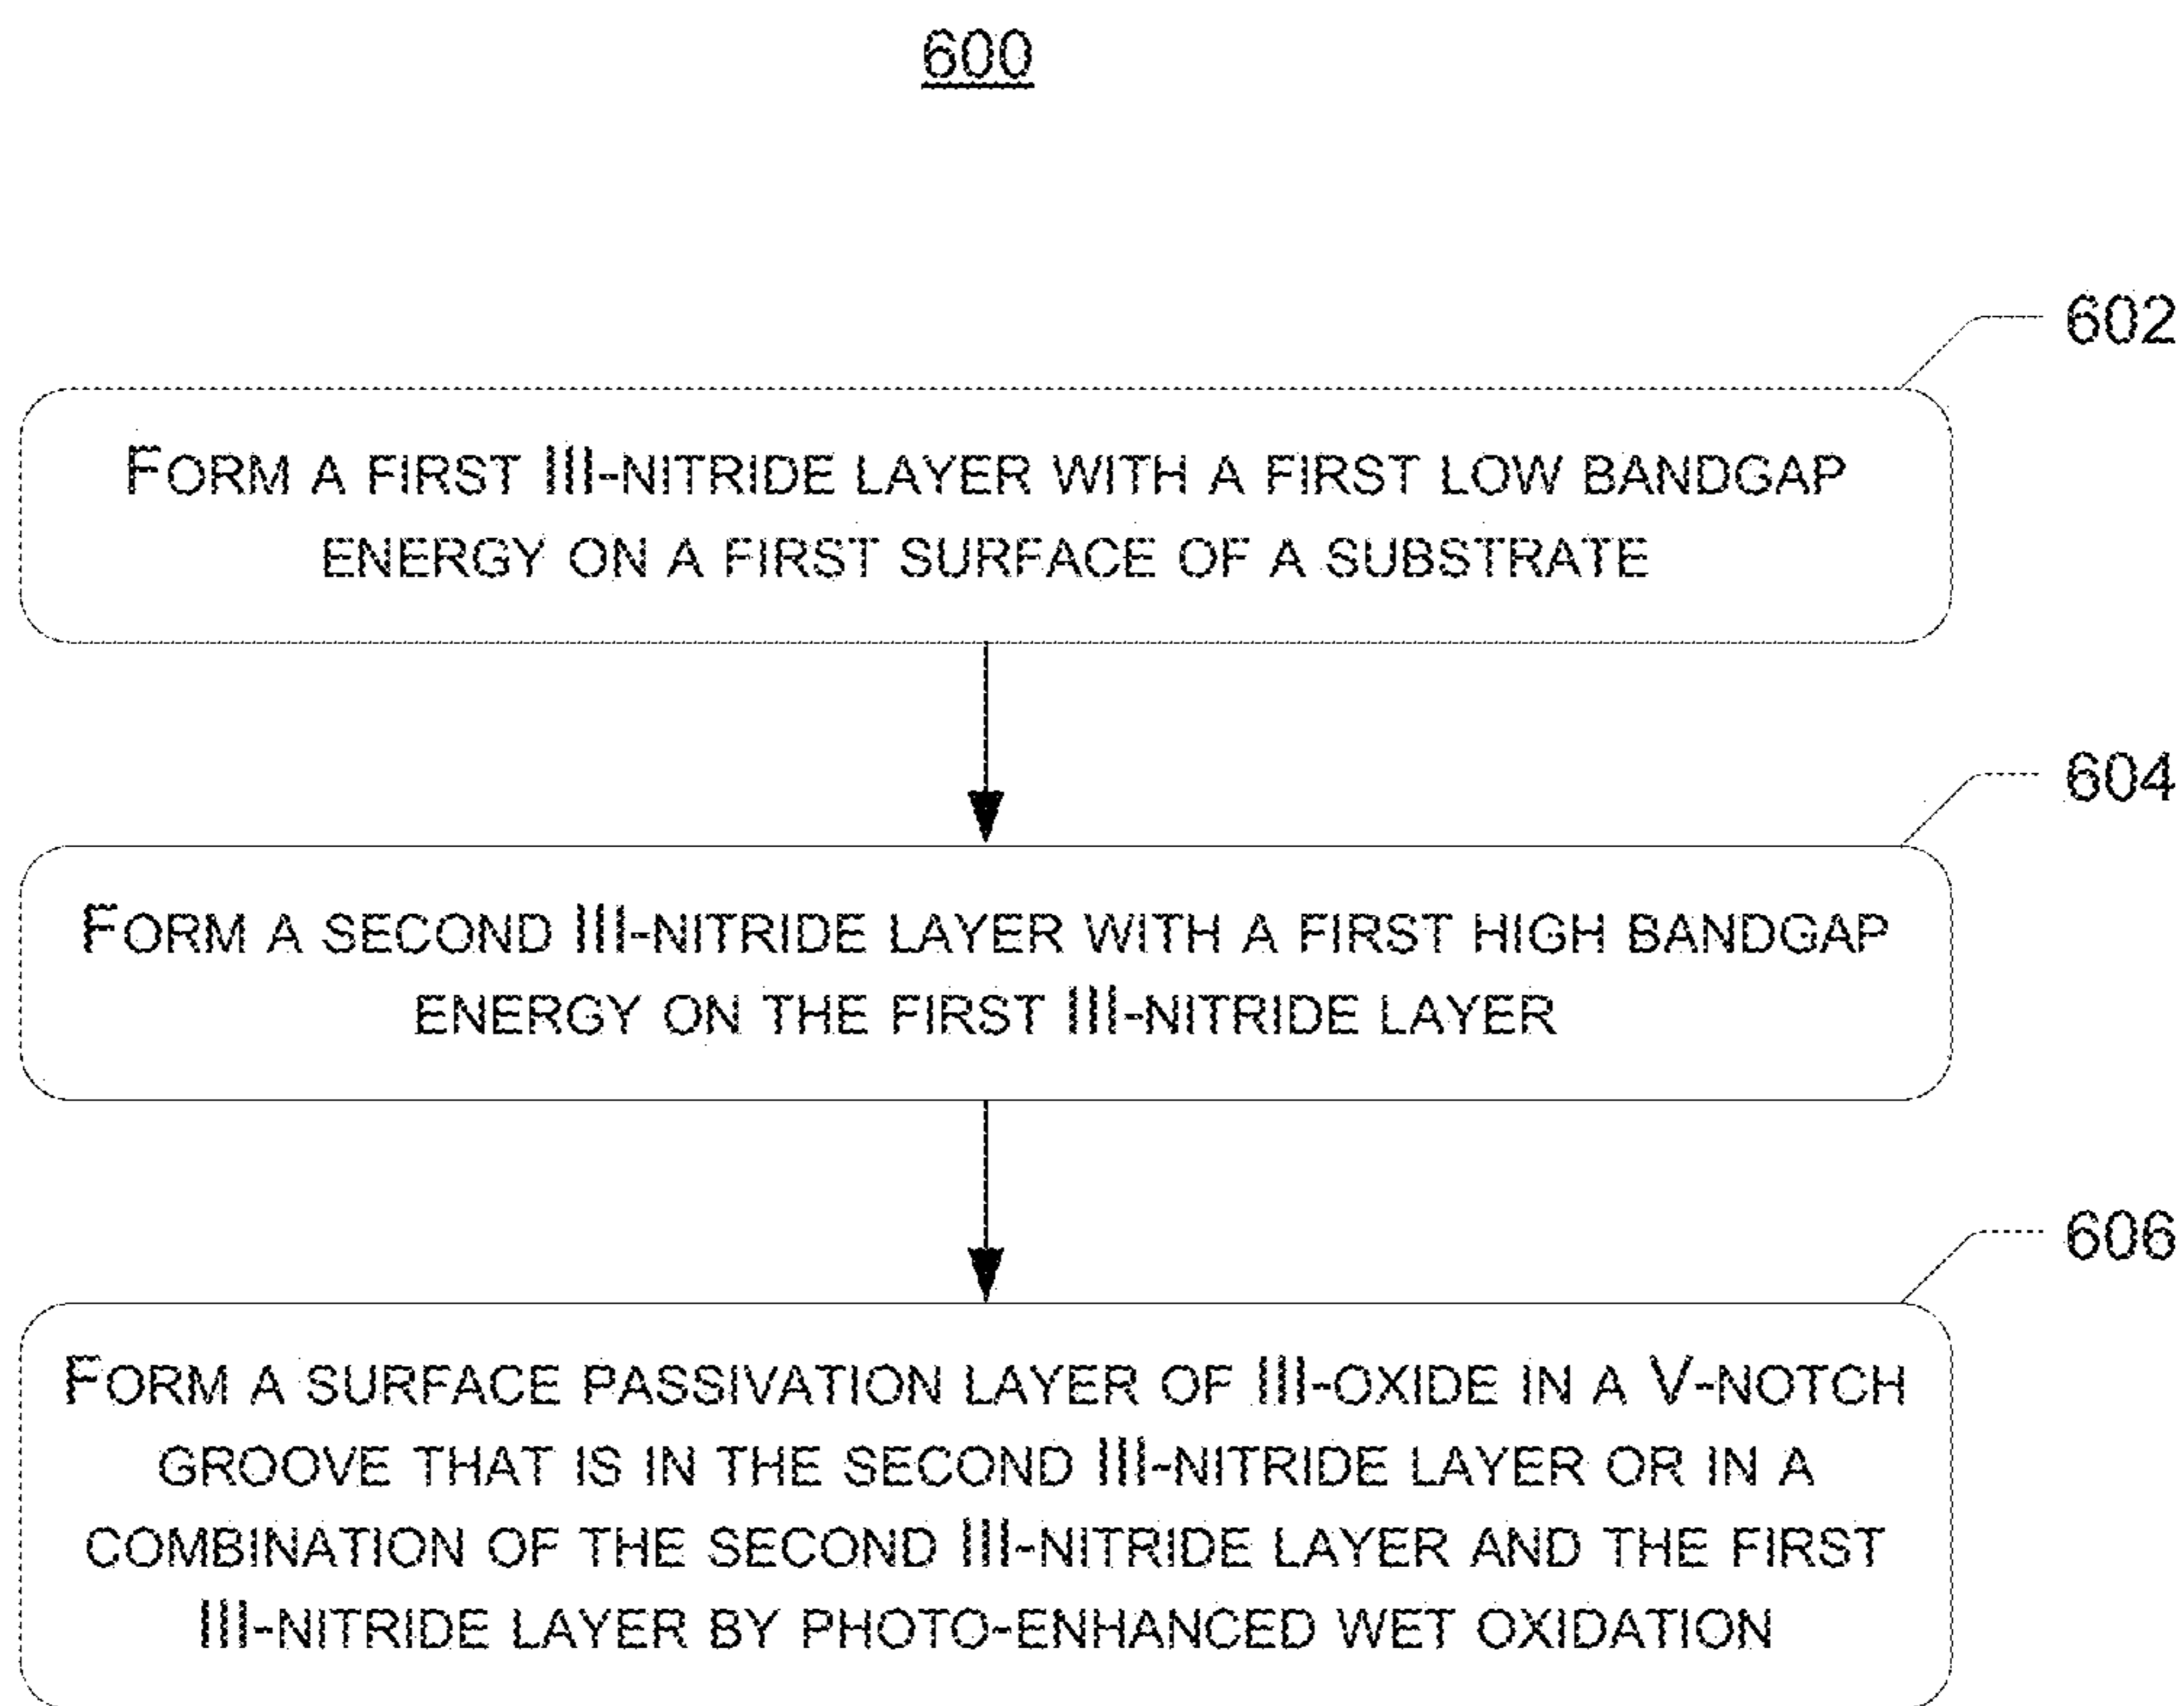 600
602
FORM A FIRST III-NITRIDE LAYER WITH A FIRST LOW BANDGAP
ENERGY ON A FIRST SURFACE OF A SUBSTRATE
604
FORM A SECOND III-NITRIDE LAYER WITH A FIRST HIGH BANDGAP
ENERGY ON THE FIRST III-NITRIDE LAYER
606
FORM A SURFACE PASSIVATION LAYER OF III-OXIDE IN A V-NOTCH
GROOVE THAT IS IN THE SECOND III-NITRIDE LAYER OR IN A
COMBINATION OF THE SECOND III-NITRIDE LAYER AND THE FIRST
III-NITRIDE LAYER BY PHOTO-ENHANCED WET OXIDATION